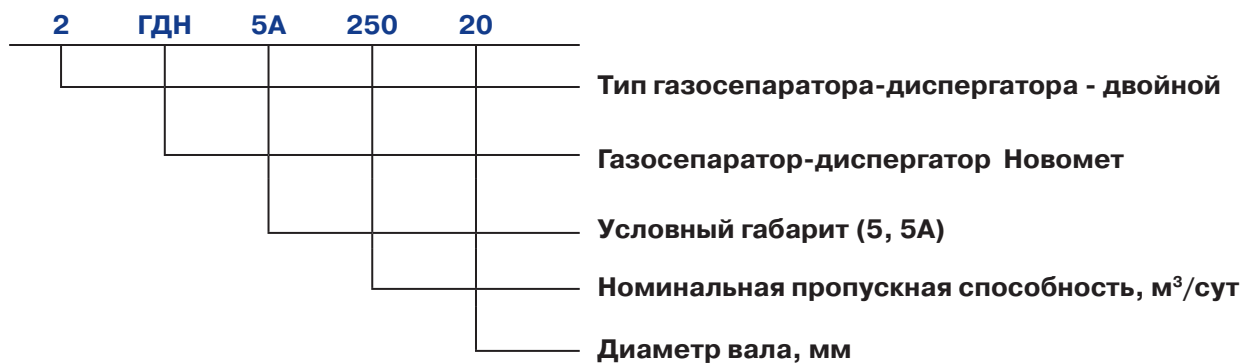 2 ГДН 5А 250 20
Тип газосепаратора-диспергатора - двойной
Газосепаратор-диспергатор Новомет
Условный габарит (5, 5А)
Номинальная пропускная способность, м³/сут
Диаметр вала, мм